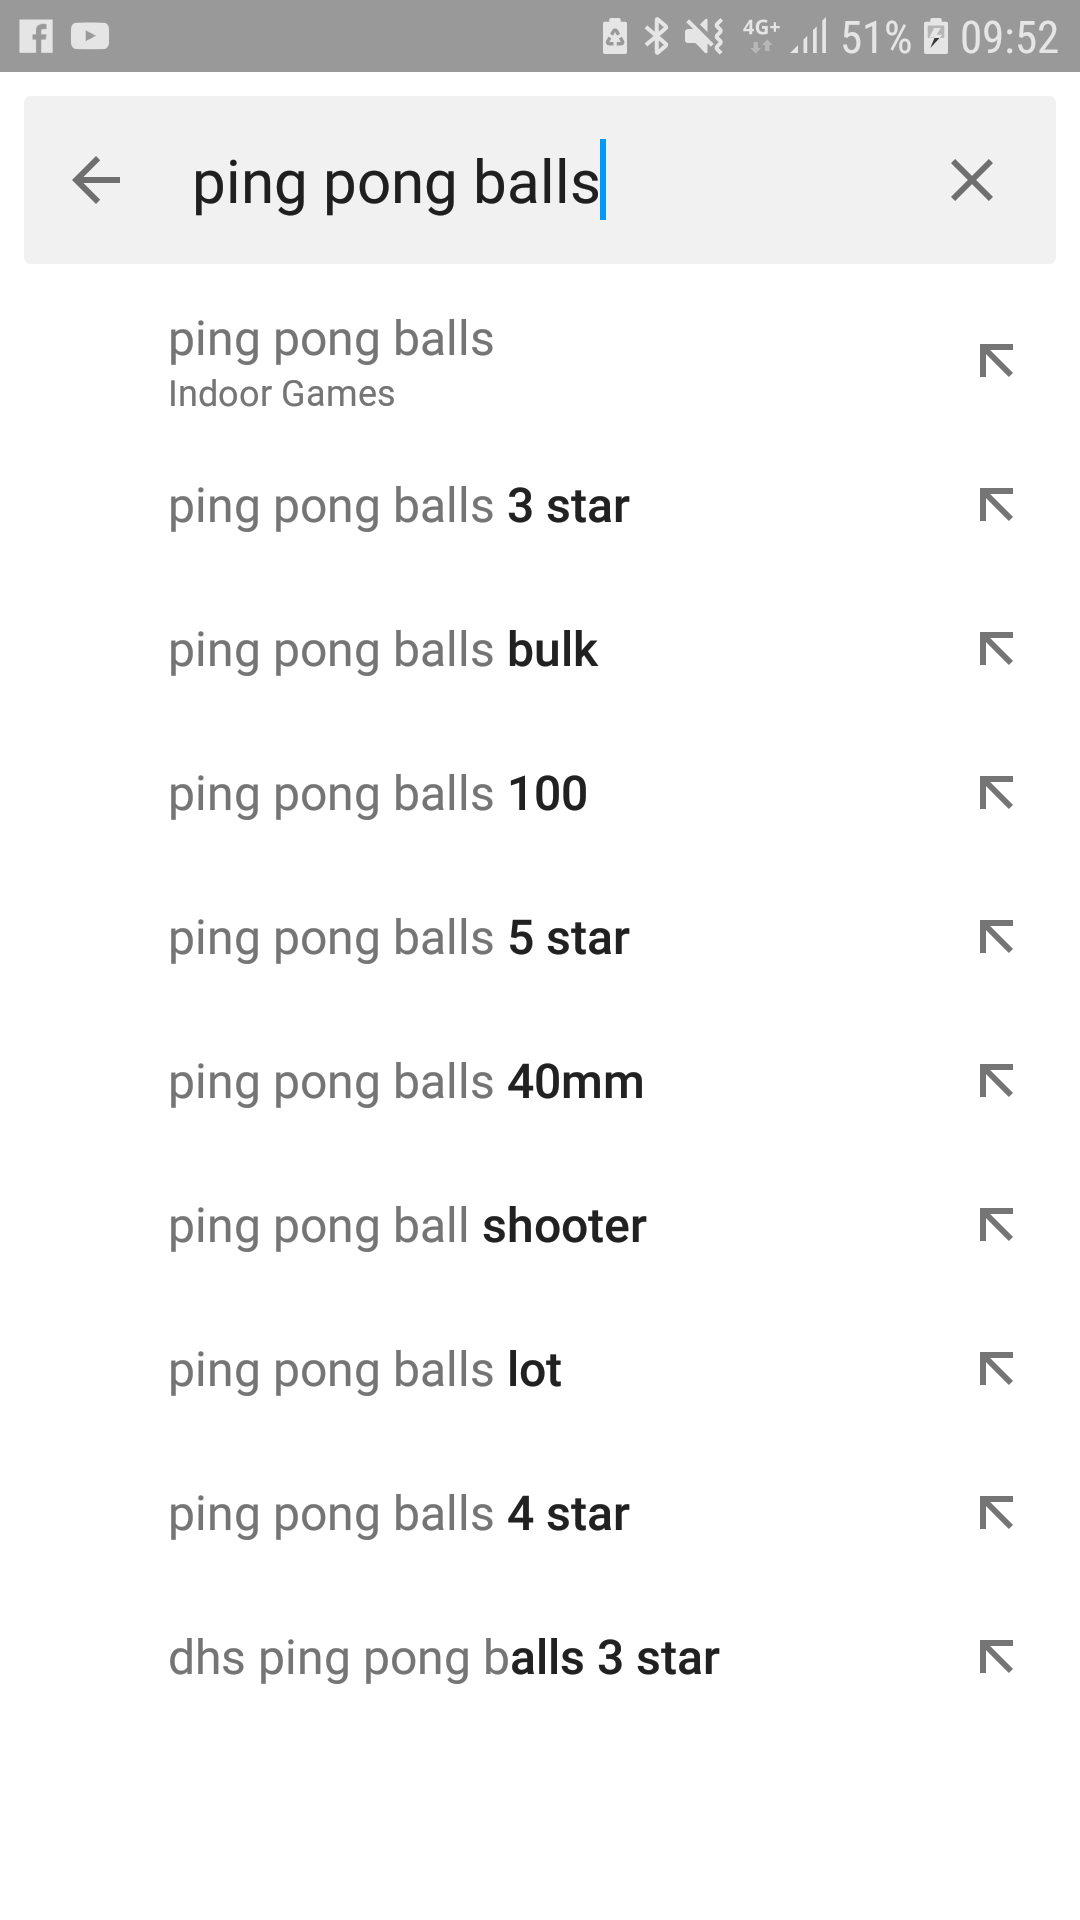 4G+ 51% 09:52
ping pong balls
ping pong balls
Indoor Games
ping pong balls 3 star
ping pong balls bulk
ping pong balls 100
ping pong balls 5 star
ping pong balls 40mm
ping pong ball shooter
ping pong balls lot
ping pong balls 4 star
dhs ping pong balls 3 star